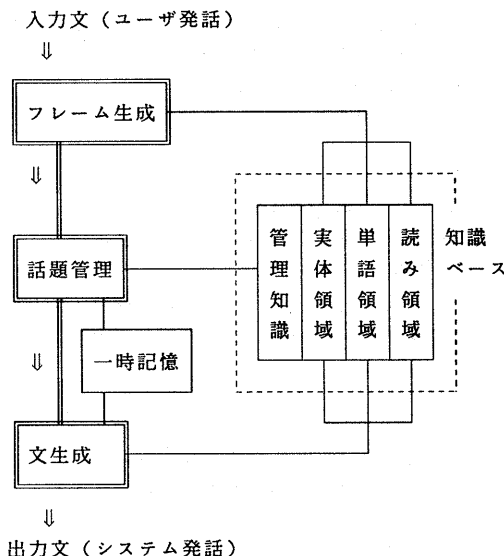 入力文（ユーザ発話）
⇓
フレーム生成
⇓
話題管理
⇓
一時記憶
文生成
⇓
出力文（システム発話）
管理知識
実体領域
単語領域
読み領域
知識
ベース